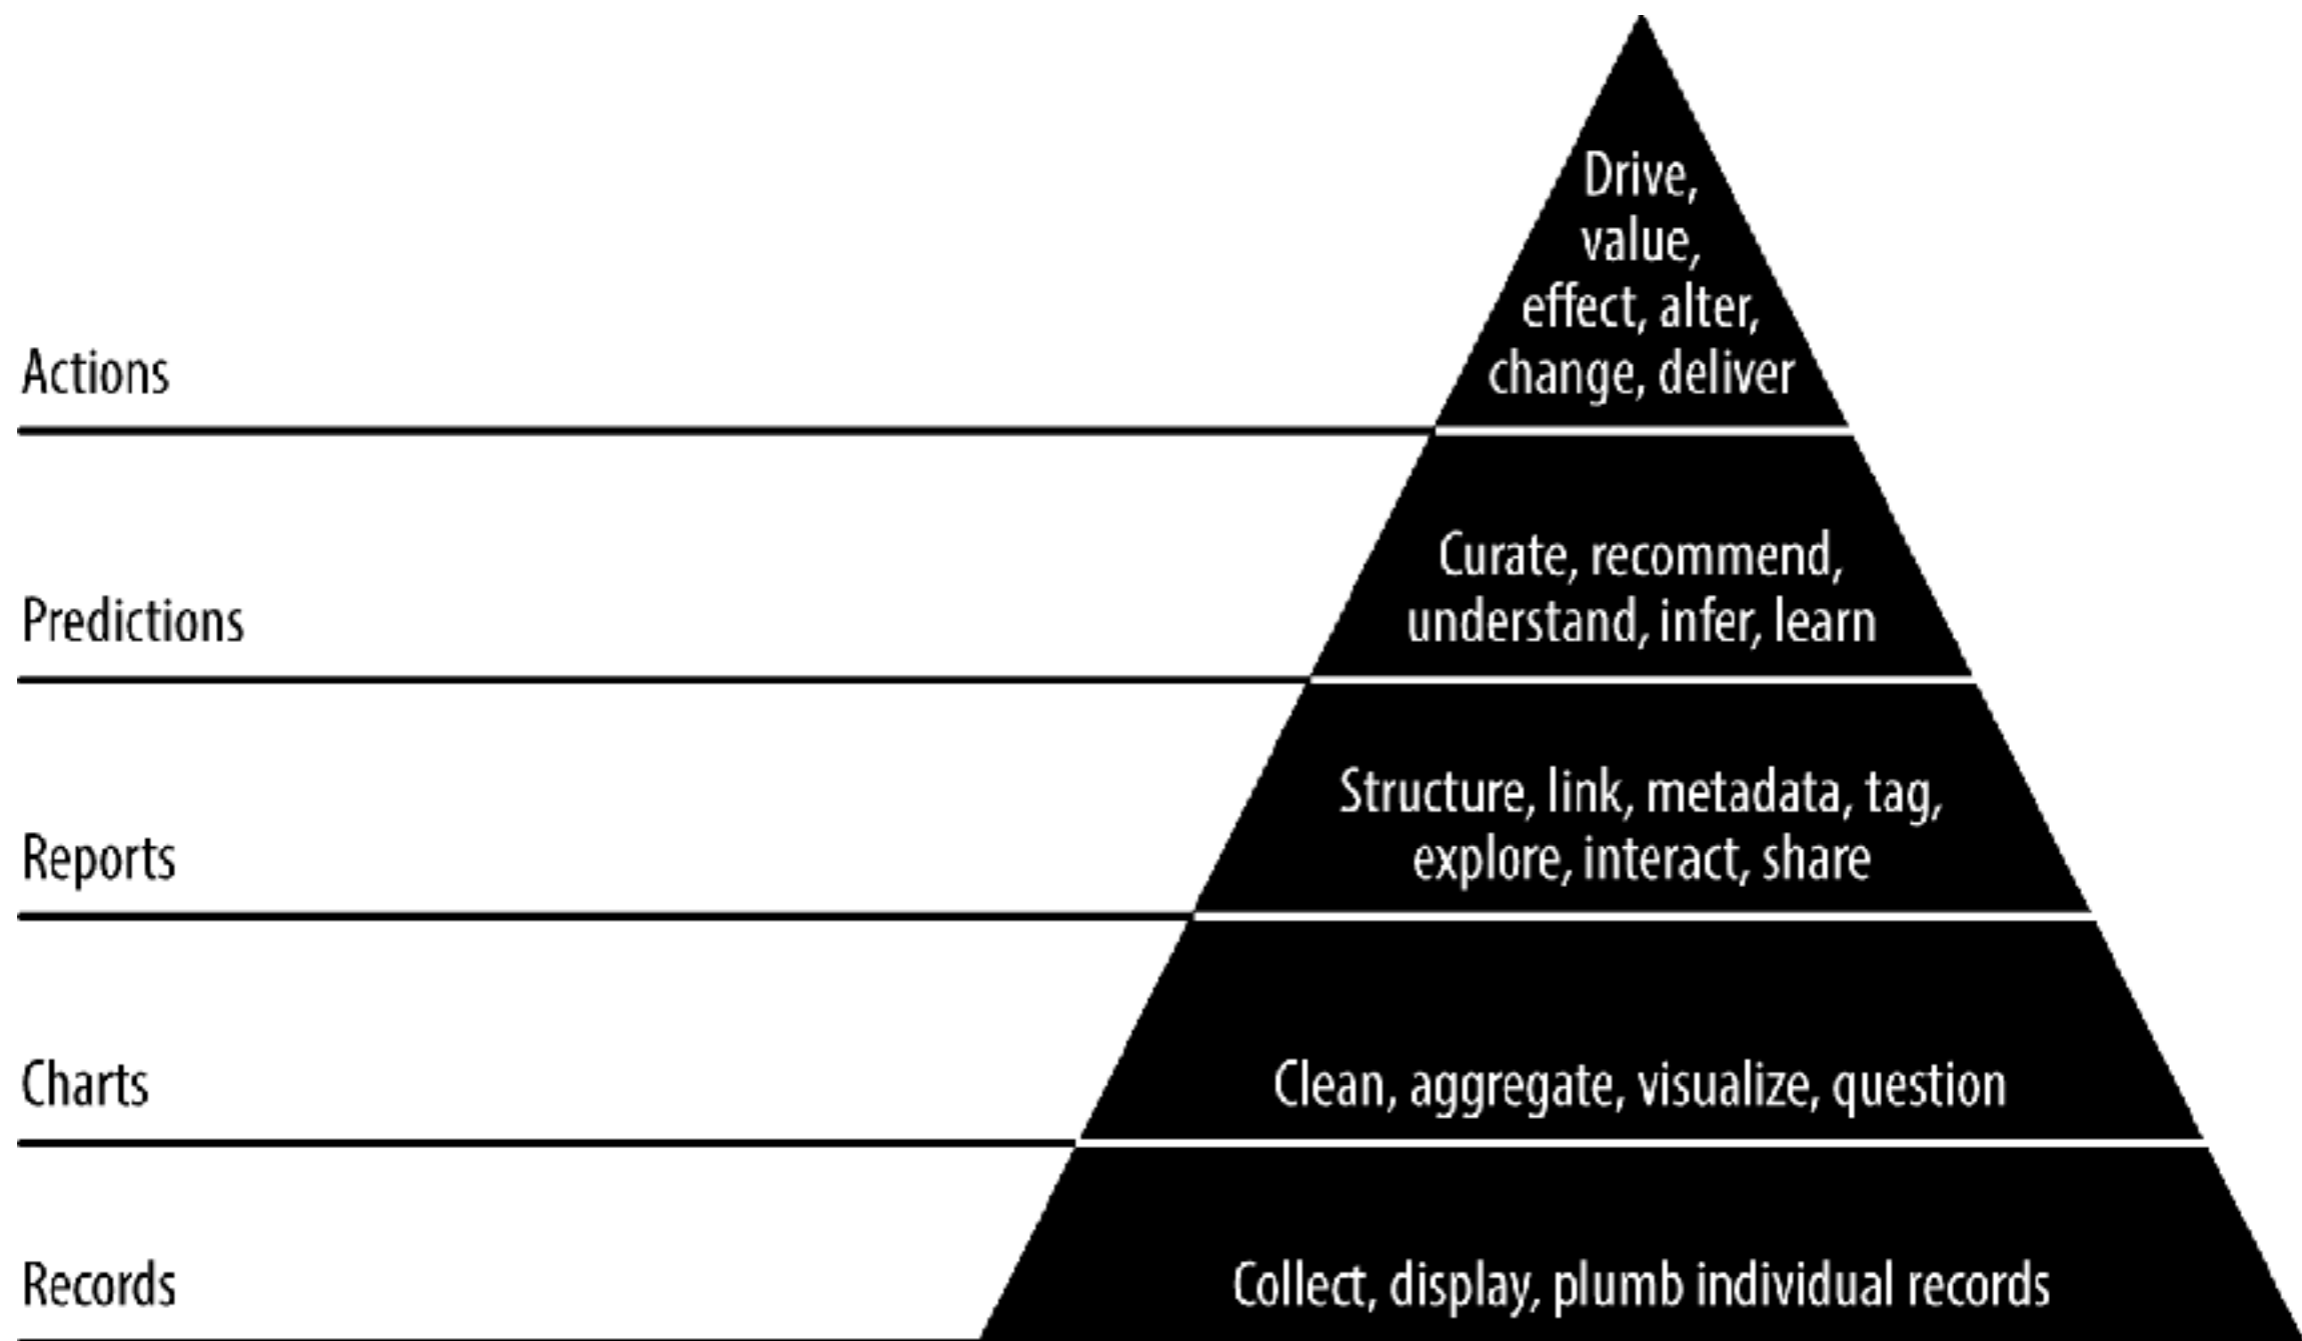 Drive,
value,
effect, alter,
Actions
change, deliver
Curate, recommend,
Predictions
understand, infer, learn
Structure, link, metadata, tag,
Reports
explore, interact, share
Charts
Clean, aggregate, visualize, question
Records
Collect, display, plumb individual records